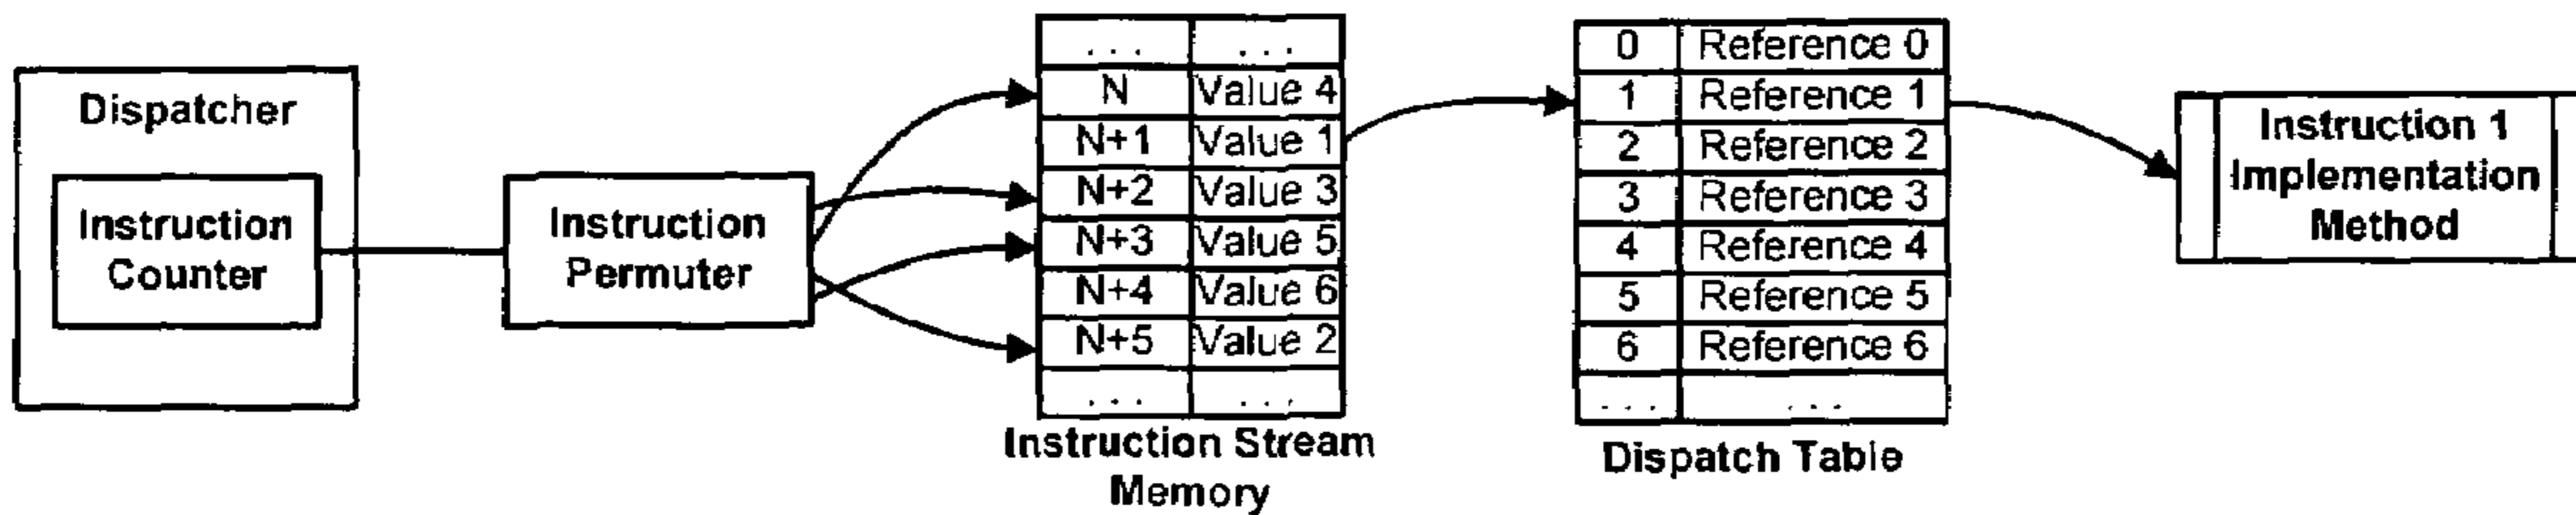 Dispatcher
Instruction
Counter
Instruction
Permuter
... ...
N Value 4
N+1 Value 1
N+2 Value 3
N+3 Value 5
N+4 Value 6
N+5 Value 2
... ...
Instruction Stream
Memory
0 Reference 0
1 Reference 1
2 Reference 2
3 Reference 3
4 Reference 4
5 Reference 5
6 Reference 6
... ...
Dispatch Table
Instruction 1
Implementation
Method